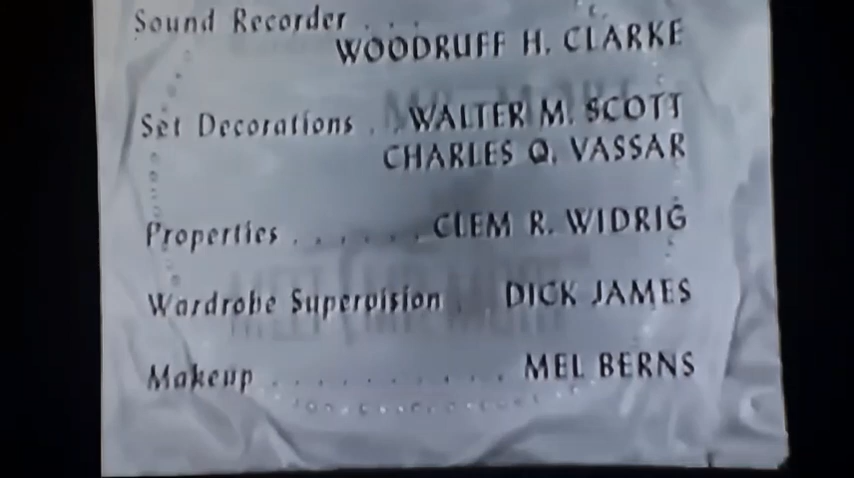 Sound Recorder . . .
WOODRUFF H. CLARKE
Set Decorations . WALTER M. SCOTT
CHARLES Q. VASSAR
Properties . . . . . . CLEM R. WIDRIG
Wardrobe Supervision . DICK JAMES
Makeup . . . . . . . . . . MEL BERNS